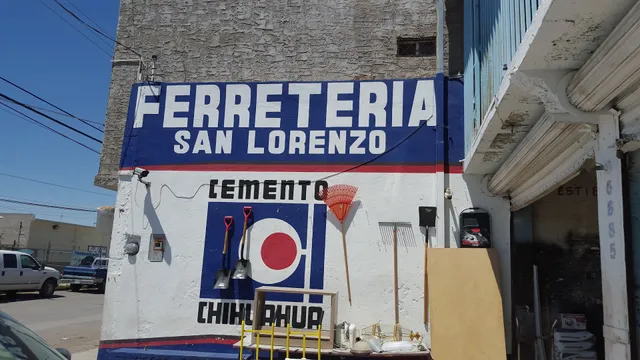 FERRETERIA
SAN LORENZO
CEMENTO
CHIHUAHUA